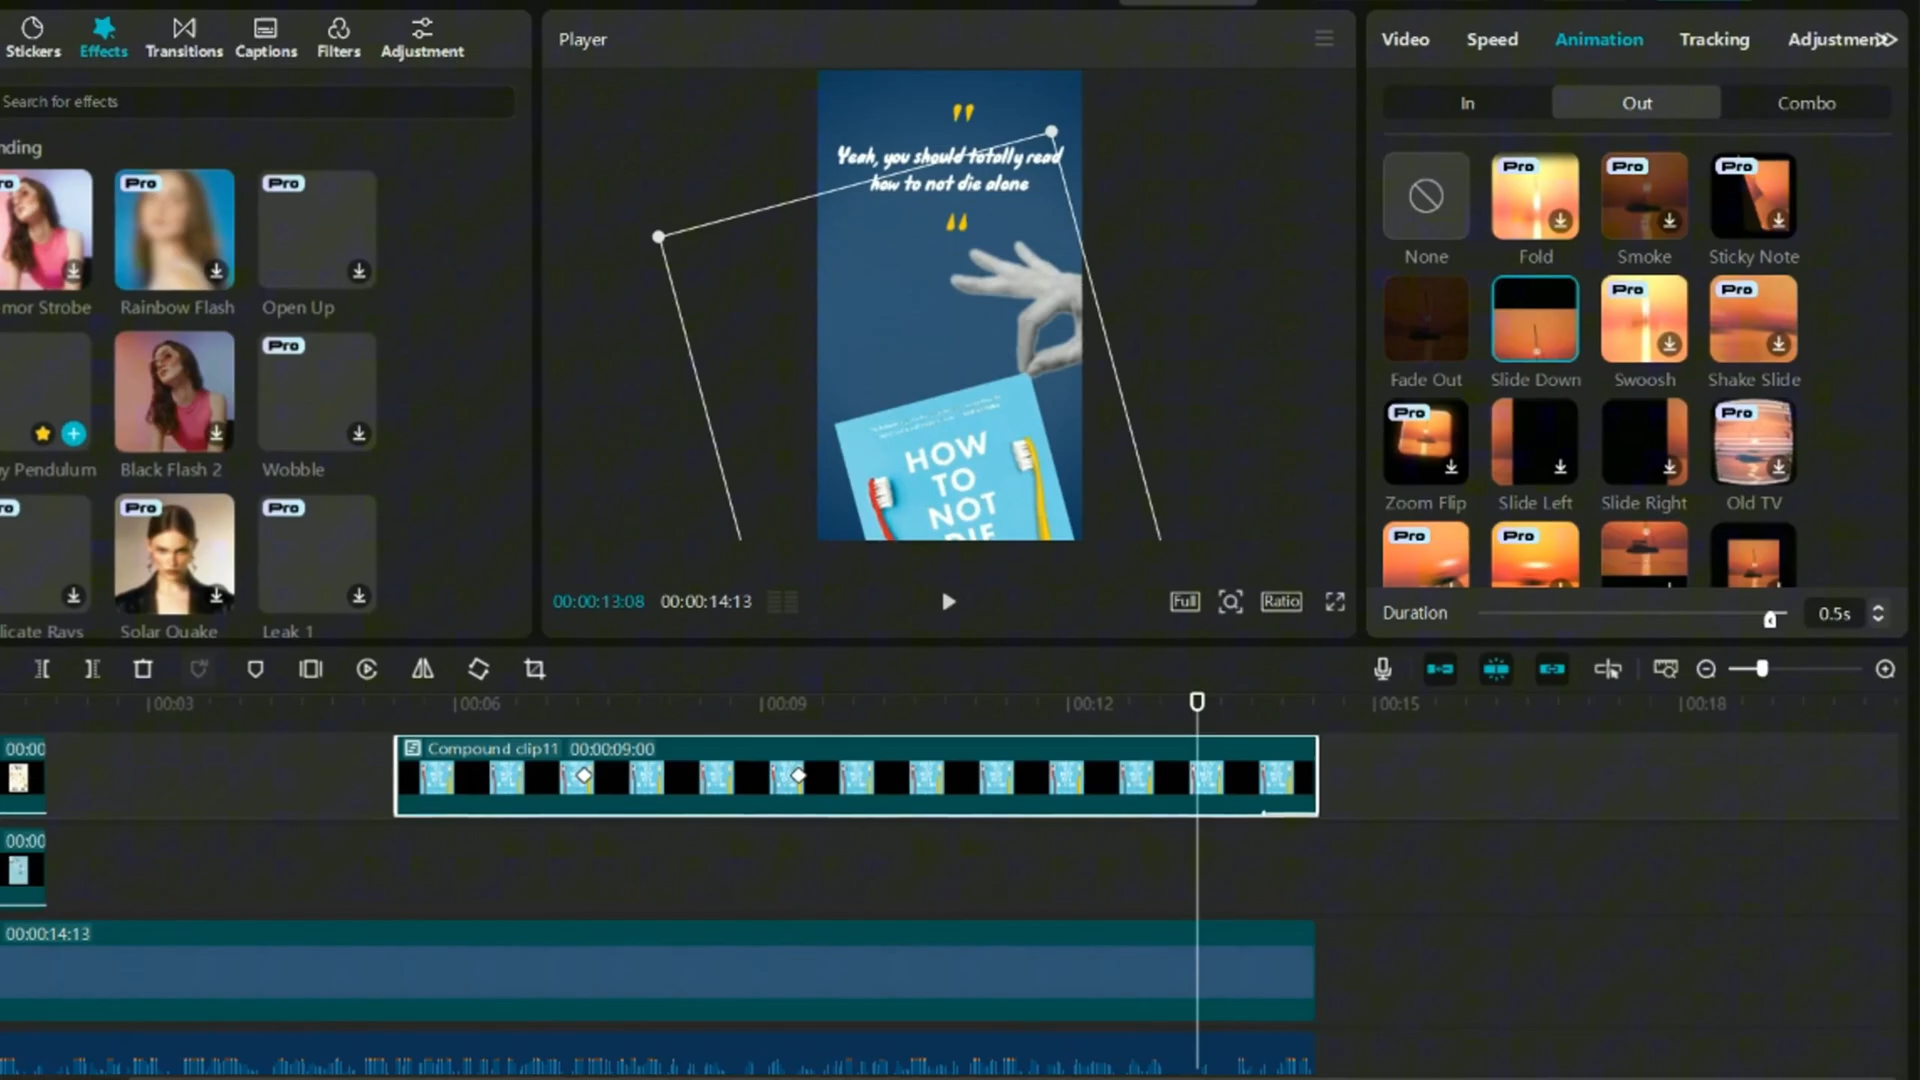 Stickers Effects Transitions Captions Filters Adjustment
Search for effects
nding
ro Pro Pro
mor Strobe Rainbow Flash Open Up
Pro
y Pendulum Black Flash 2 Wobble
ro Pro Pro
licate Rays Solar Quake Leak 1
Player
Yeah, you should totally read
how to not die alone
HOW
TO
NOT
DIE
00:00:13:08 00:00:14:13
Full Ratio
Video Speed Animation Tracking Adjustment
In Out Combo
Pro Pro Pro
None Fold Smoke Sticky Note
Pro Pro
Fade Out Slide Down Swoosh Shake Slide
Pro Pro
Zoom Flip Slide Left Slide Right Old TV
Pro Pro
Duration 0.5s
00:03 00:06 00:09 00:12 00:15 00:18
00:00 Compound clip11 00:00:09:00
00:00
00:00:14:13